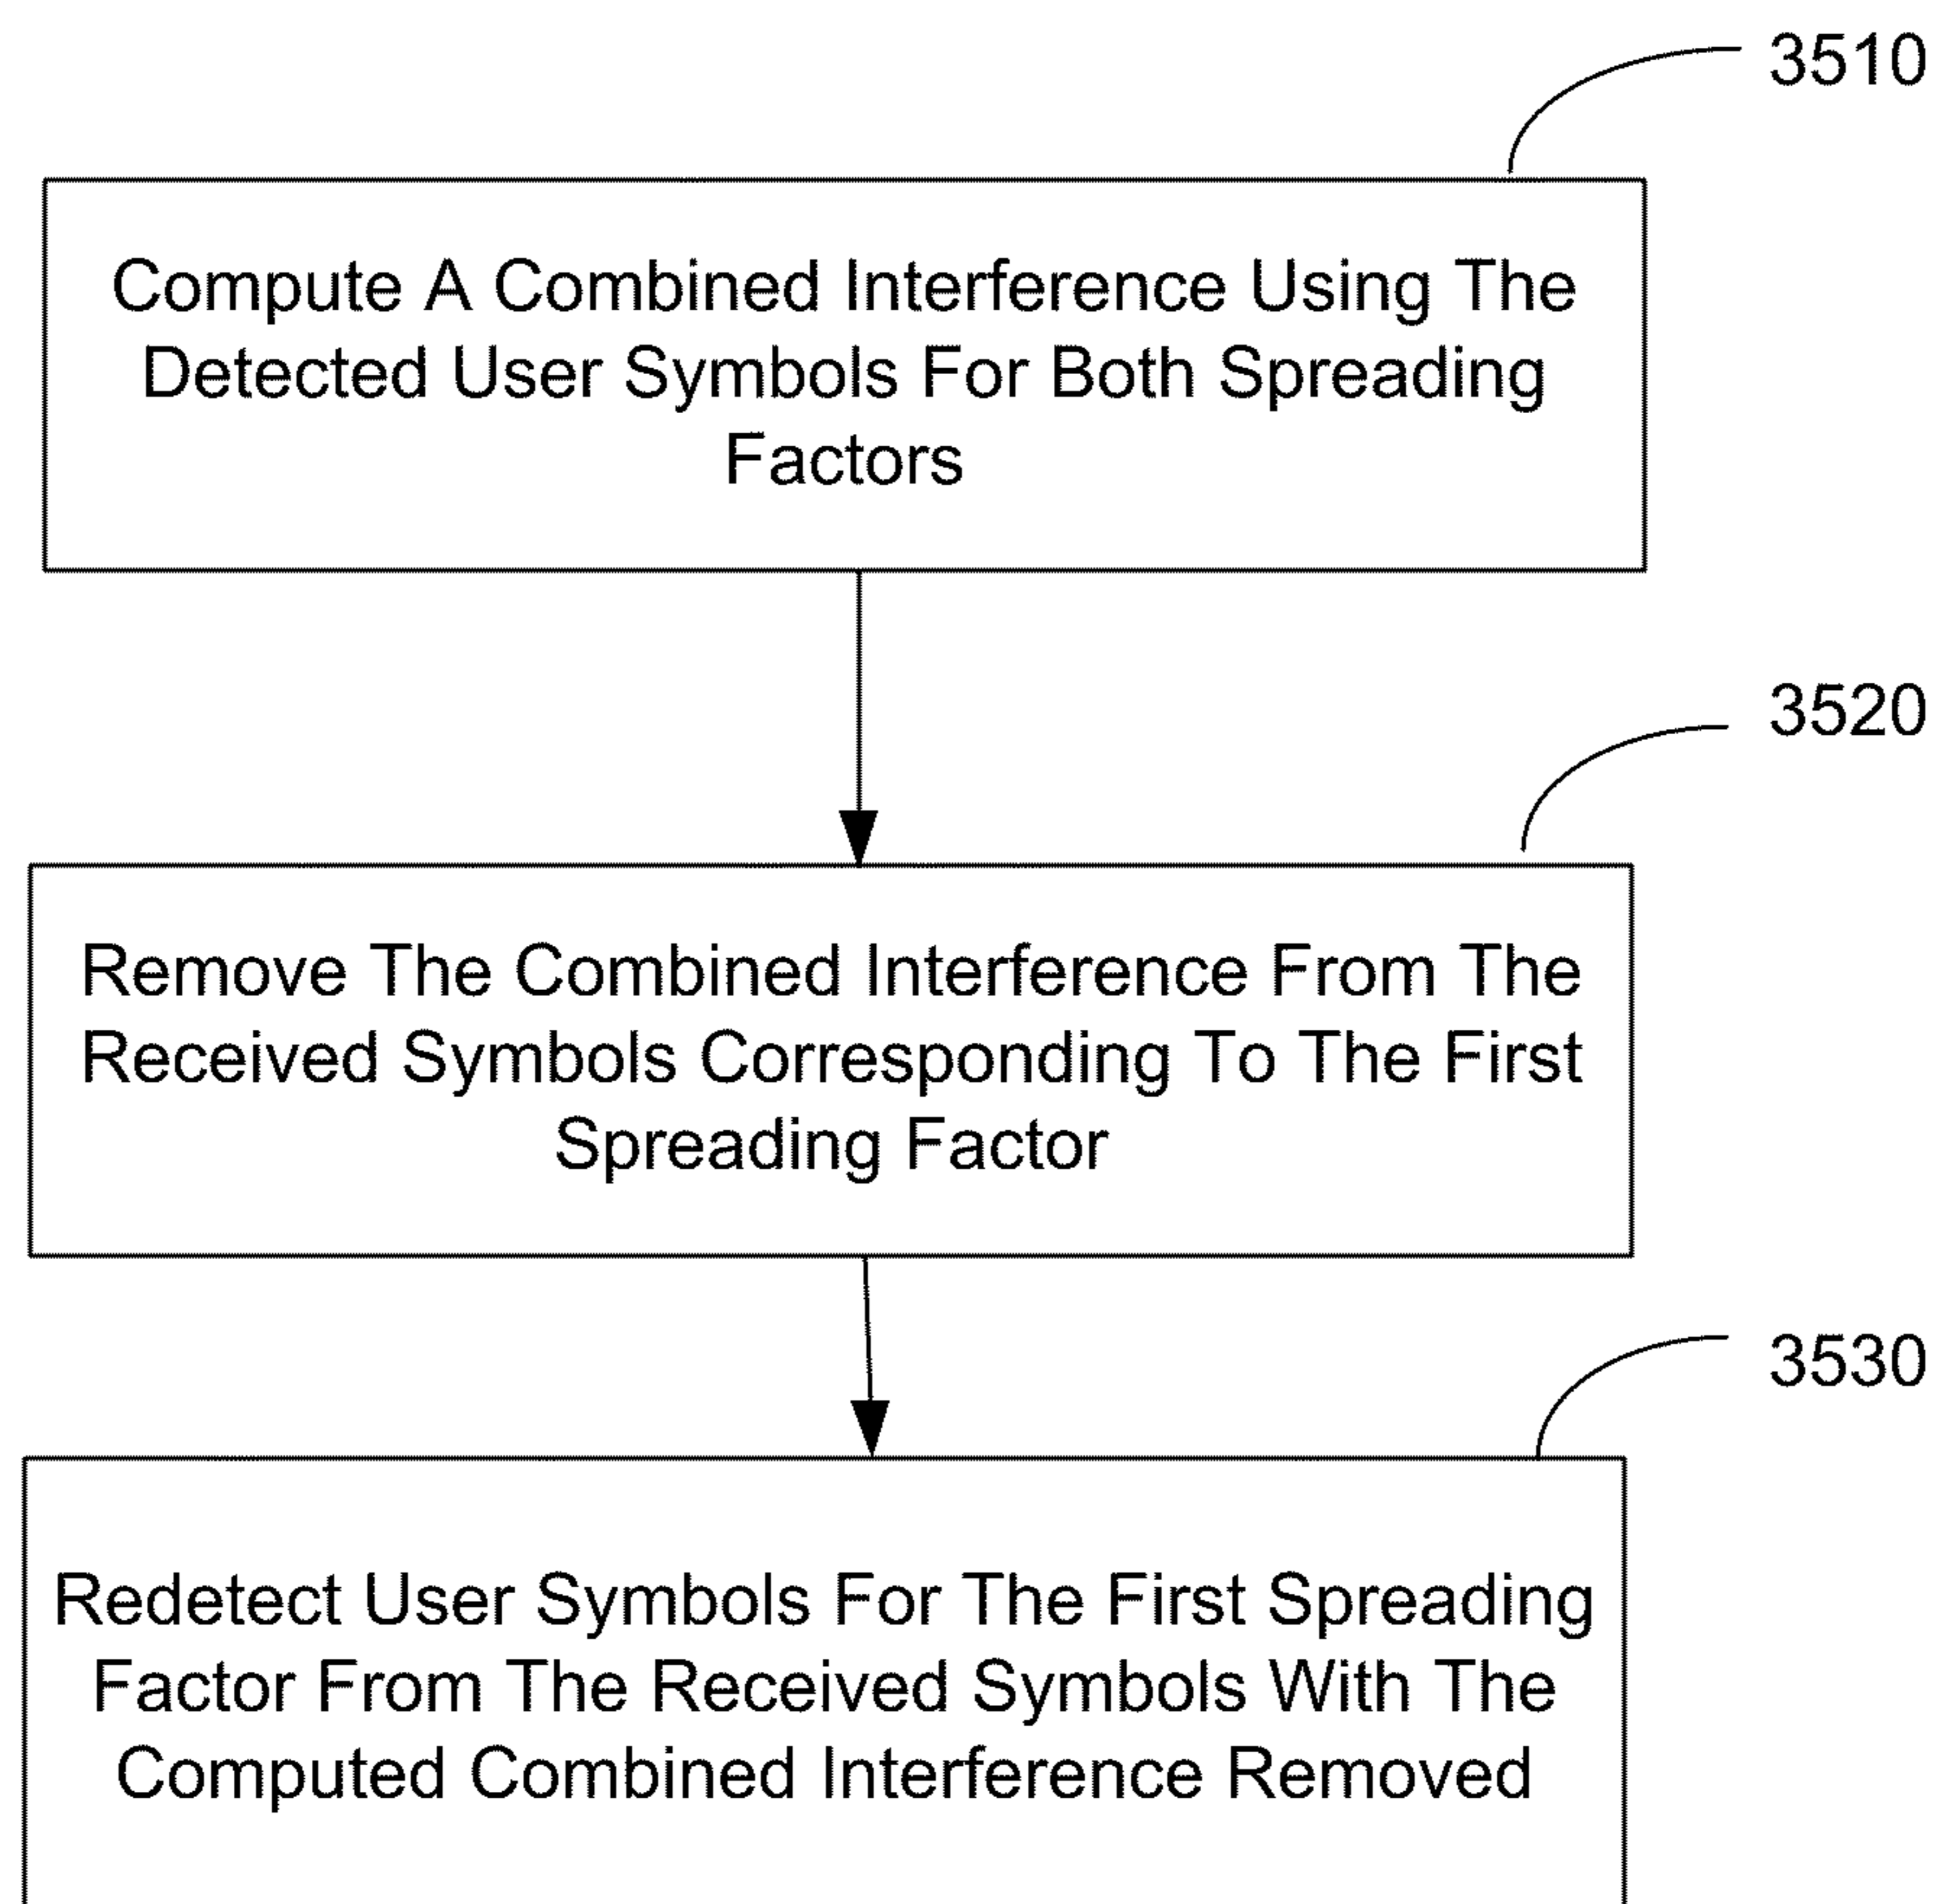 3510
Compute A Combined Interference Using The
Detected User Symbols For Both Spreading
Factors
3520
Remove The Combined Interference From The
Received Symbols Corresponding To The First
Spreading Factor
3530
Redetect User Symbols For The First Spreading
Factor From The Received Symbols With The
Computed Combined Interference Removed